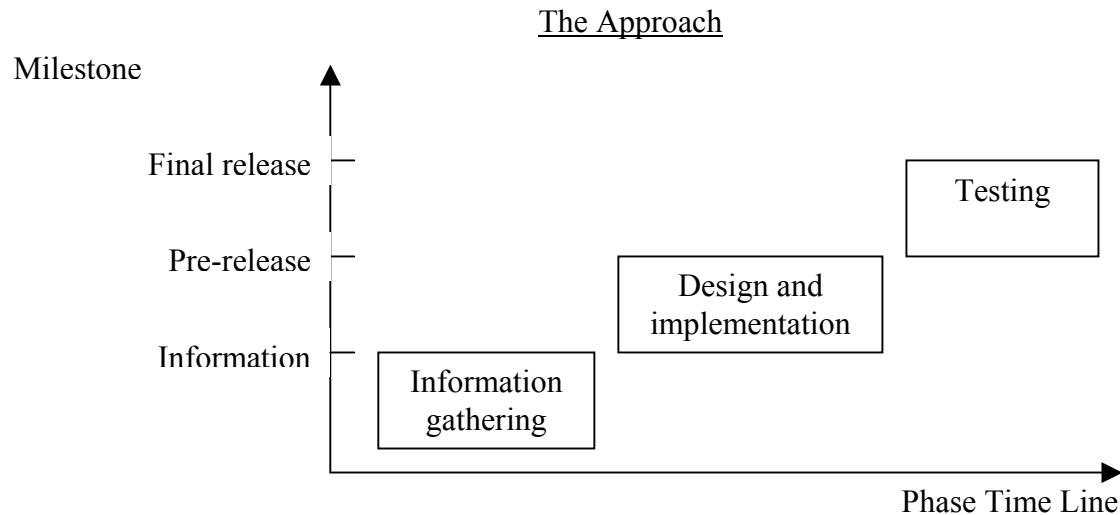 The Approach
Milestone
Final release
Testing
Pre-release
Design and
implementation
Information
Information
gathering
Phase Time Line